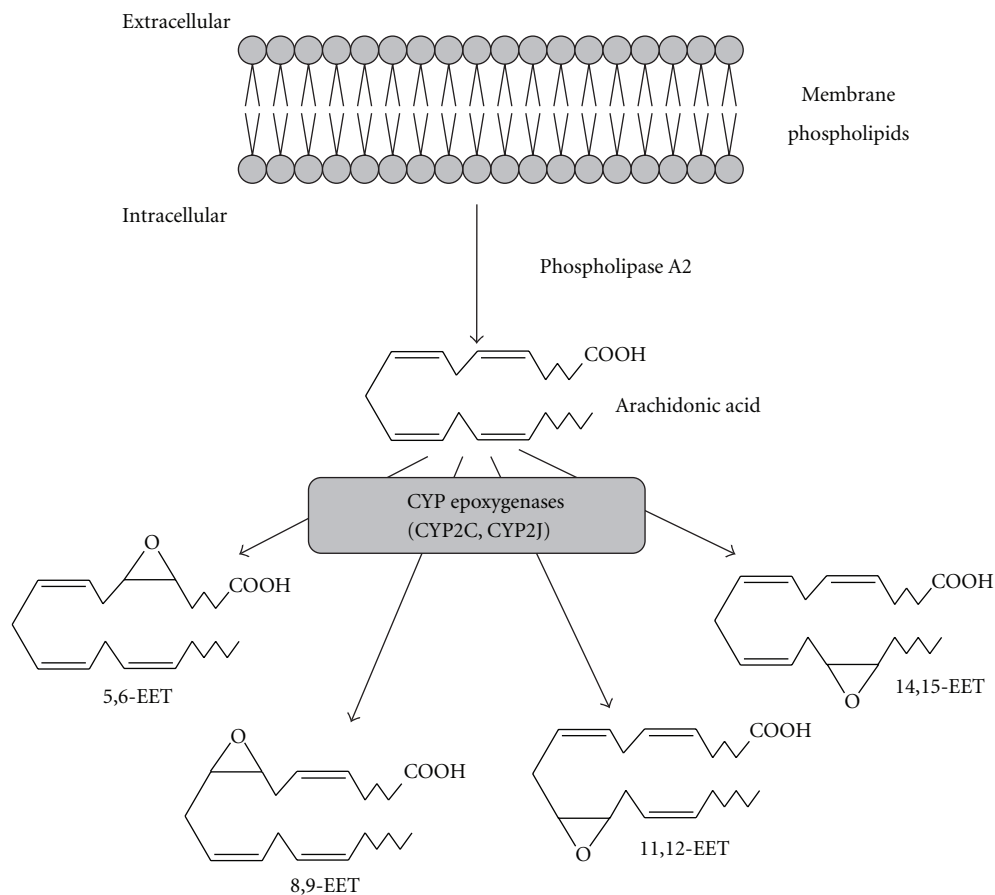 Extracellular
Membrane
phospholipids
Intracellular
Phospholipase A2
COOH
Arachidonic acid
CYP epoxygenases
(CYP2C, CYP2J)
O
COOH
5,6-EET
COOH
O
14,15-EET
O
COOH
8,9-EET
COOH
O
11,12-EET